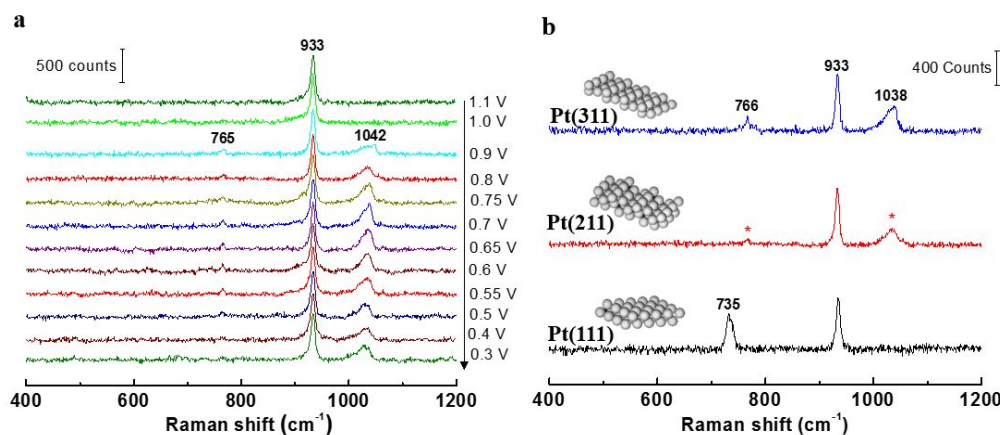 a
500 counts
933
765
1042
1.1 V
1.0 V
0.9 V
0.8 V
0.75 V
0.7 V
0.65 V
0.6 V
0.55 V
0.5 V
0.4 V
0.3 V
400 600 800 1000 1200
Raman shift (cm⁻¹)
b
400 Counts
933
766
1038
Pt(311)
Pt(211)
*
*
735
Pt(111)
400 600 800 1000 1200
Raman shift (cm⁻¹)